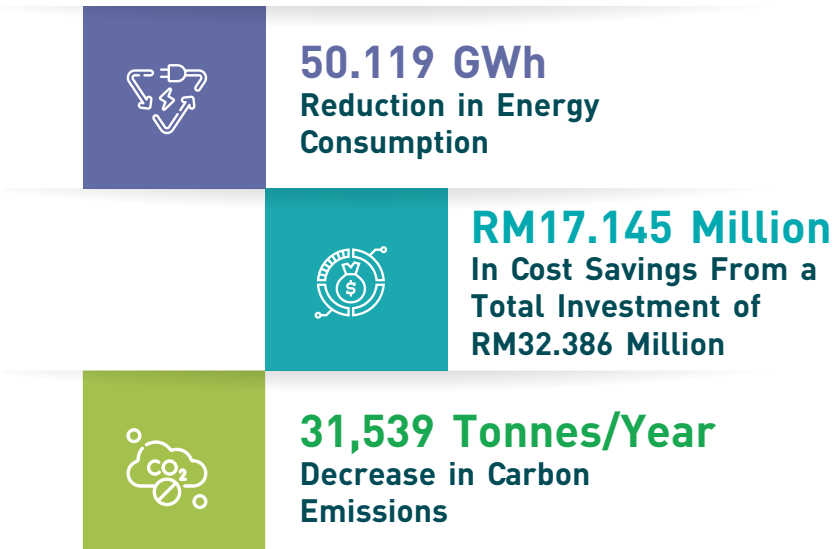 50.119 GWh
Reduction in Energy
Consumption
RM17.145 Million
In Cost Savings From a
Total Investment of
RM32.386 Million
$
31,539 Tonnes/Year
Decrease in Carbon
Emissions
CO₂